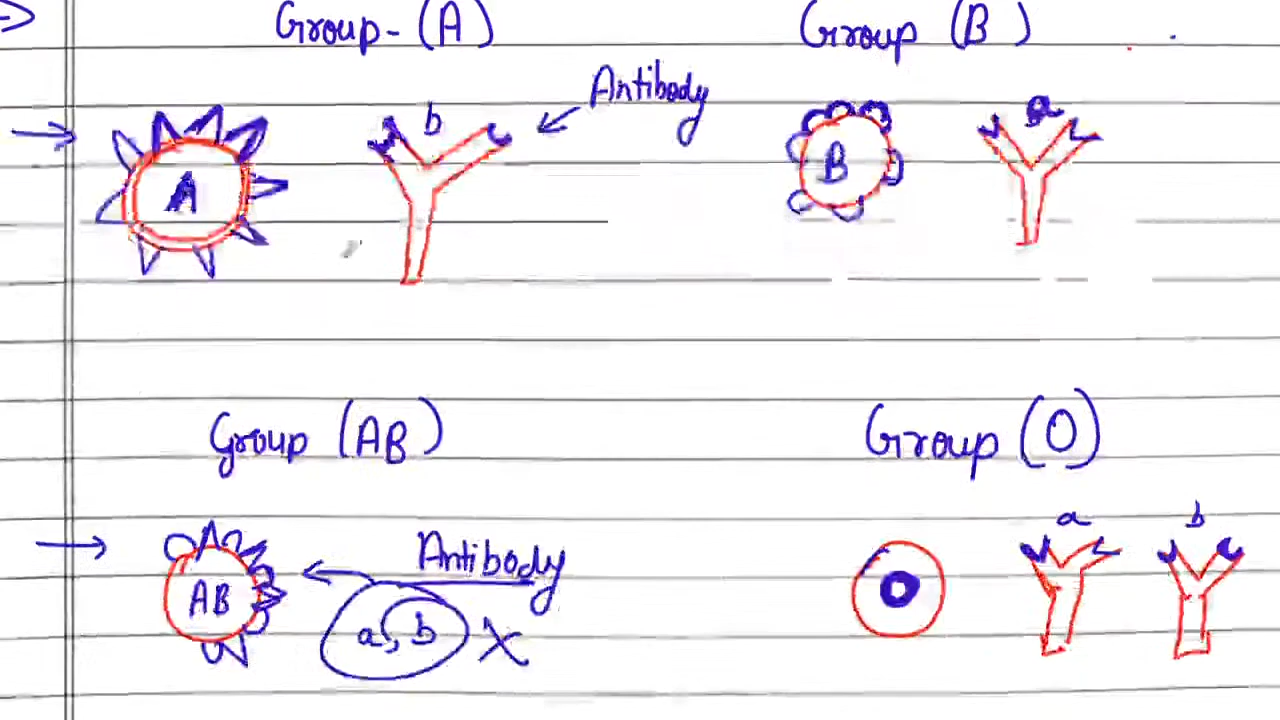 Group-(A)
Group (B)
Antibody
A
b
B
a
Group (AB)
Group (O)
AB
Antibody
a, b X
O
a
b